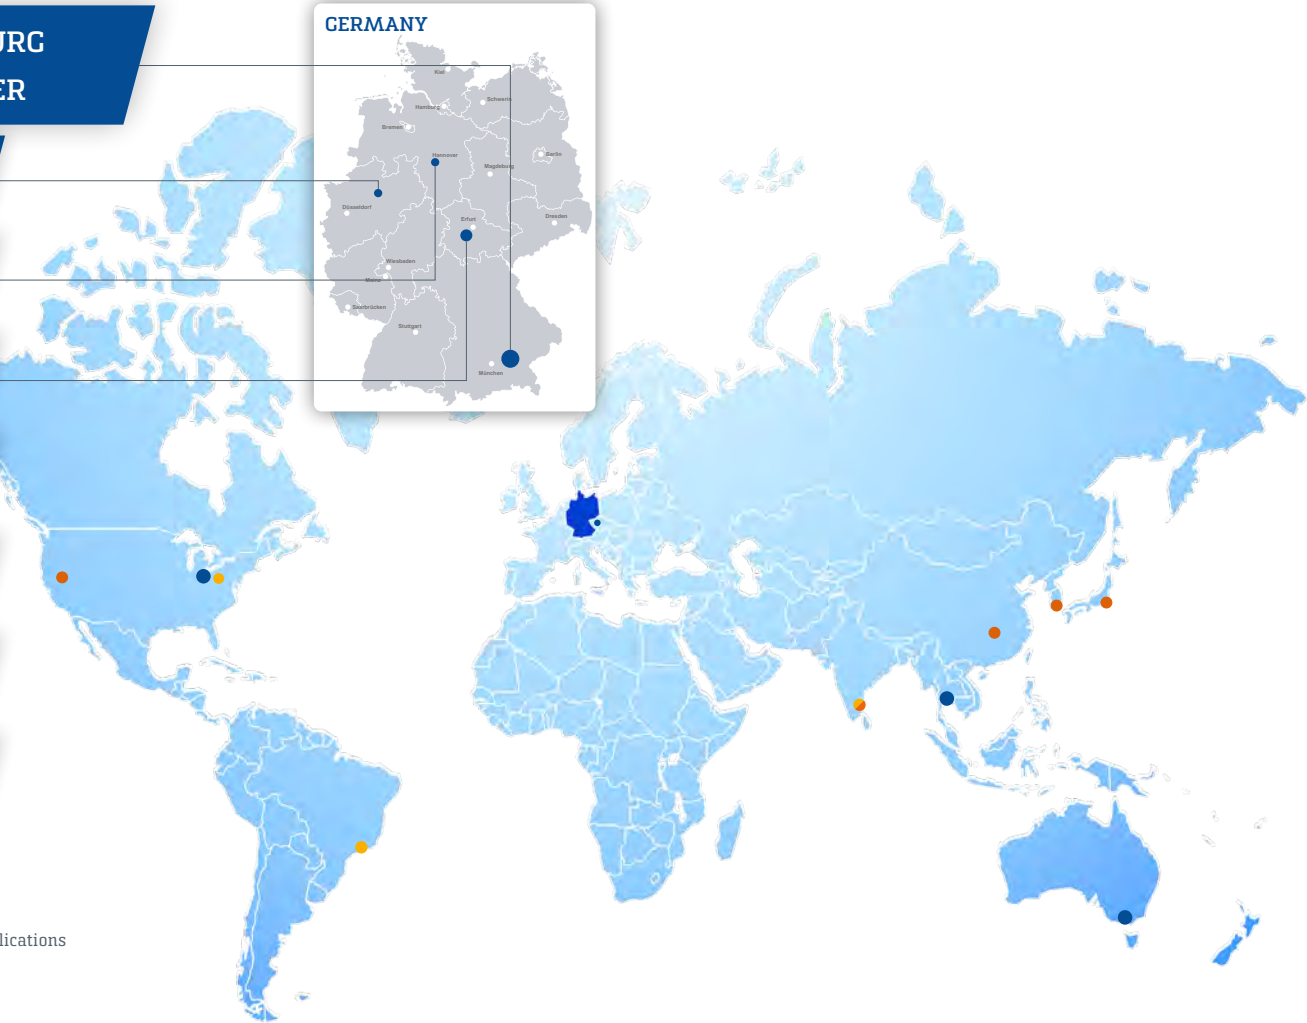 URG
ER
GERMANY
Kiel
Schwerin
Hamburg
Bremen
Berlin
Hannover
Magdeburg
Düsseldorf
Dresden
Erfurt
Wiesbaden
Mainz
Saarbrücken
Stuttgart
München
lications